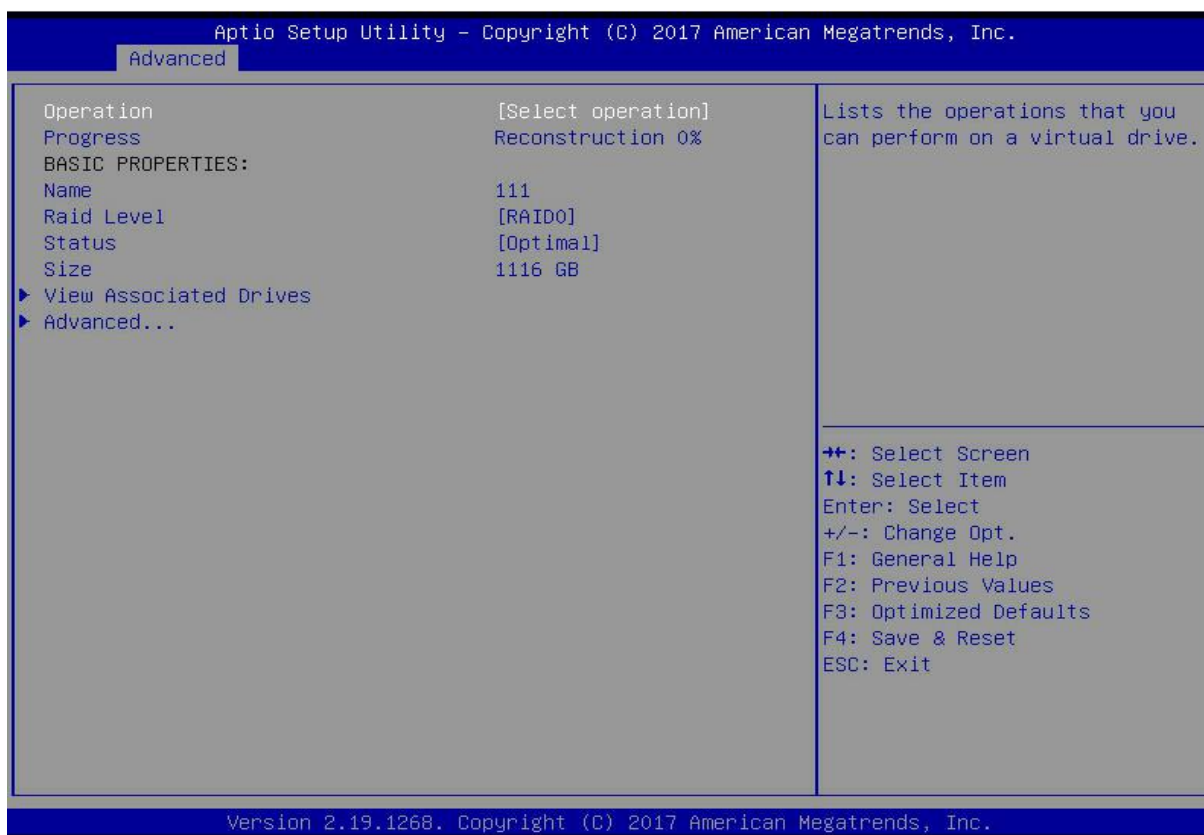 Aptio Setup Utility – Copyright (C) 2017 American Megatrends, Inc.
Advanced
Operation [Select operation]
Progress Reconstruction 0%
BASIC PROPERTIES:
Name 111
Raid Level [RAID0]
Status [Optimal]
Size 1116 GB
▶ View Associated Drives
▶ Advanced...
Lists the operations that you
can perform on a virtual drive.
→←: Select Screen
↑↓: Select Item
Enter: Select
+/-: Change Opt.
F1: General Help
F2: Previous Values
F3: Optimized Defaults
F4: Save & Reset
ESC: Exit
Version 2.19.1268. Copyright (C) 2017 American Megatrends, Inc.